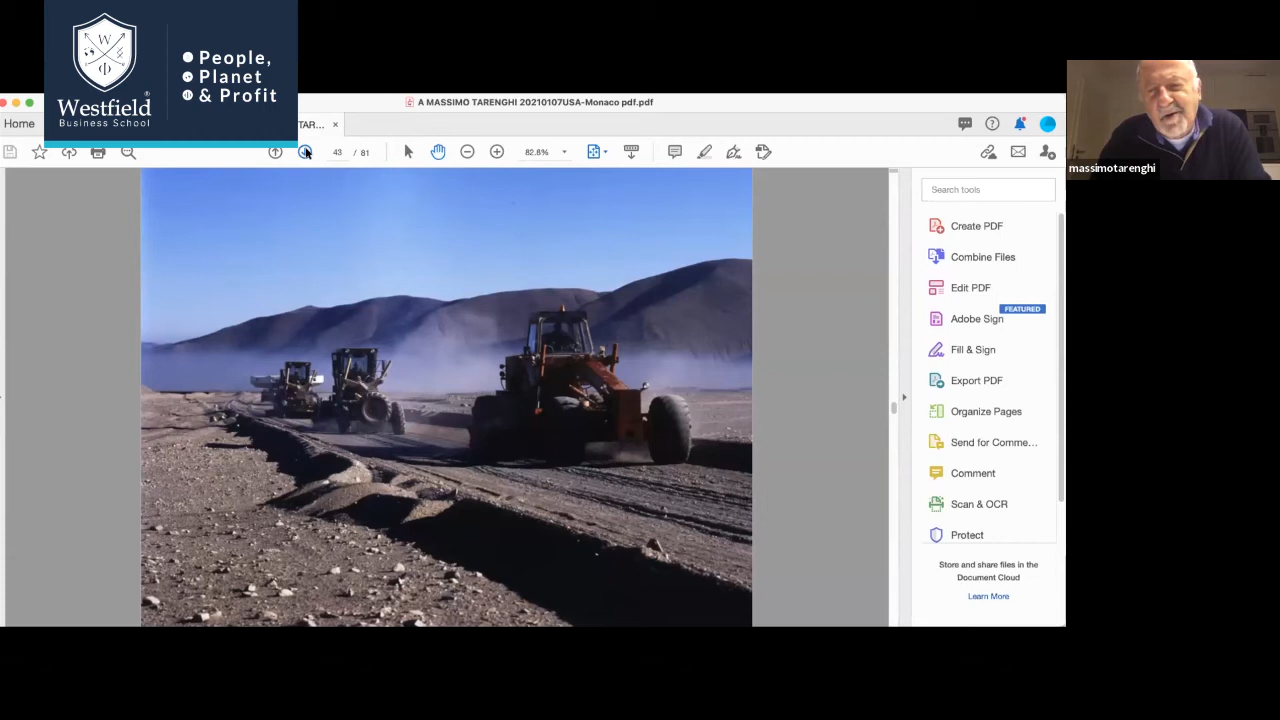 W
Westfield®
Business School
People,
Planet
& Profit
A MASSIMO TARENGHI 20210107USA-Monaco pdf.pdf
Home
TAR... ×
43 / 81
82.8%
massimotarenghi
Search tools
Create PDF
Combine Files
Edit PDF
FEATURED
Adobe Sign
Fill & Sign
Export PDF
Organize Pages
Send for Comme...
Comment
Scan & OCR
Protect
Store and share files in the
Document Cloud
Learn More